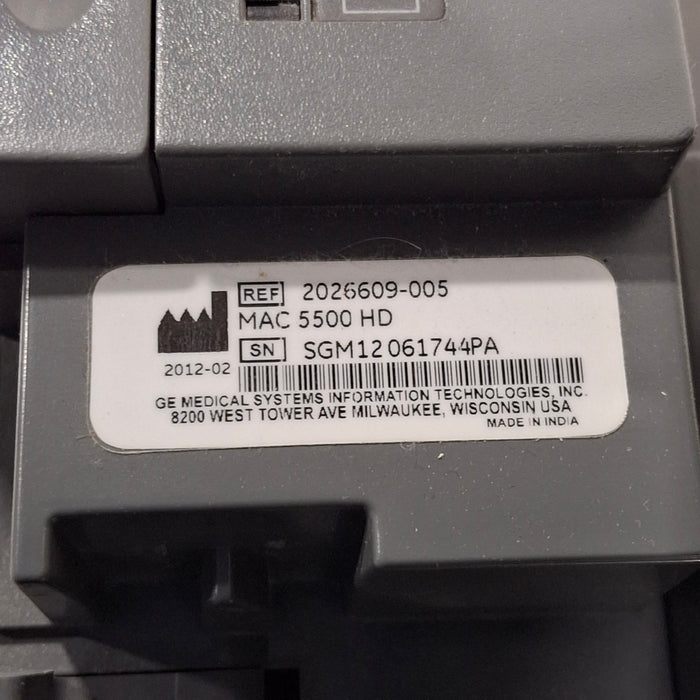 REF 2026609-005
MAC 5500 HD
SN SGM12061744PA
2012-02
GE MEDICAL SYSTEMS INFORMATION TECHNOLOGIES, INC.
8200 WEST TOWER AVE MILWAUKEE, WISCONSIN USA
MADE IN INDIA